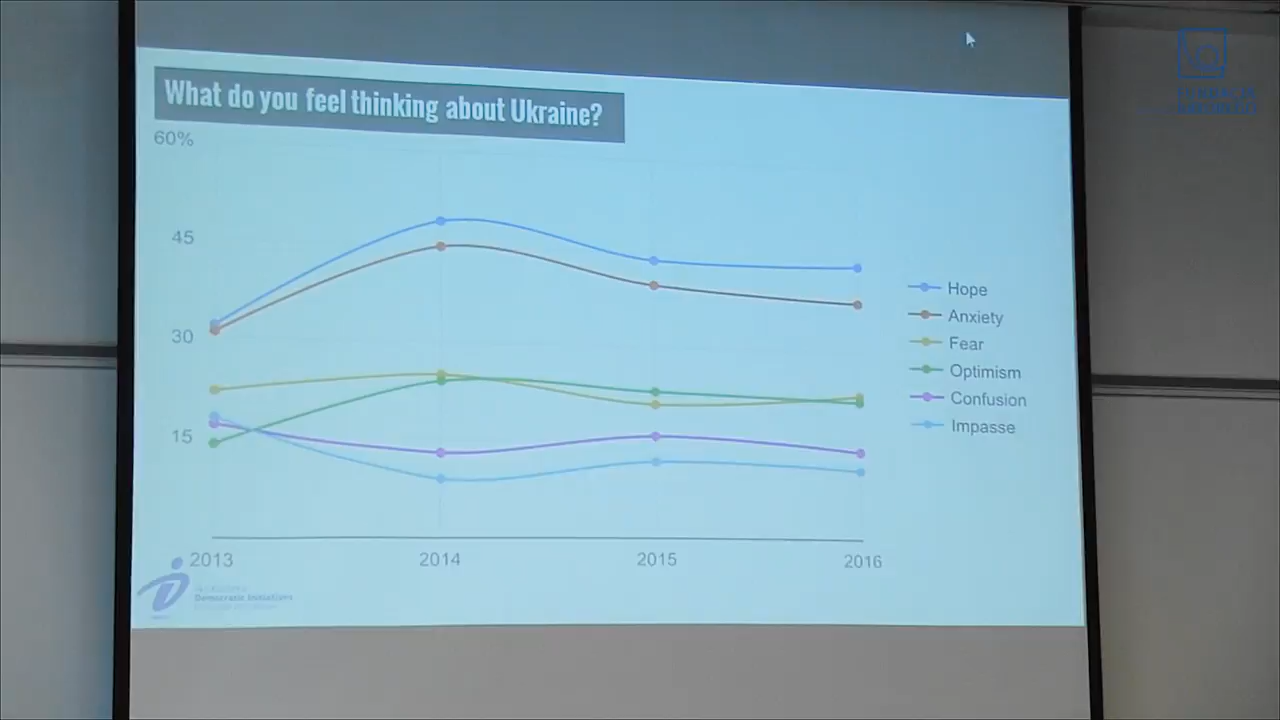 What do you feel thinking about Ukraine?
60%
45
30
15
2013
2014
2015
2016
Hope
Anxiety
Fear
Optimism
Confusion
Impasse
Democratic Initiatives